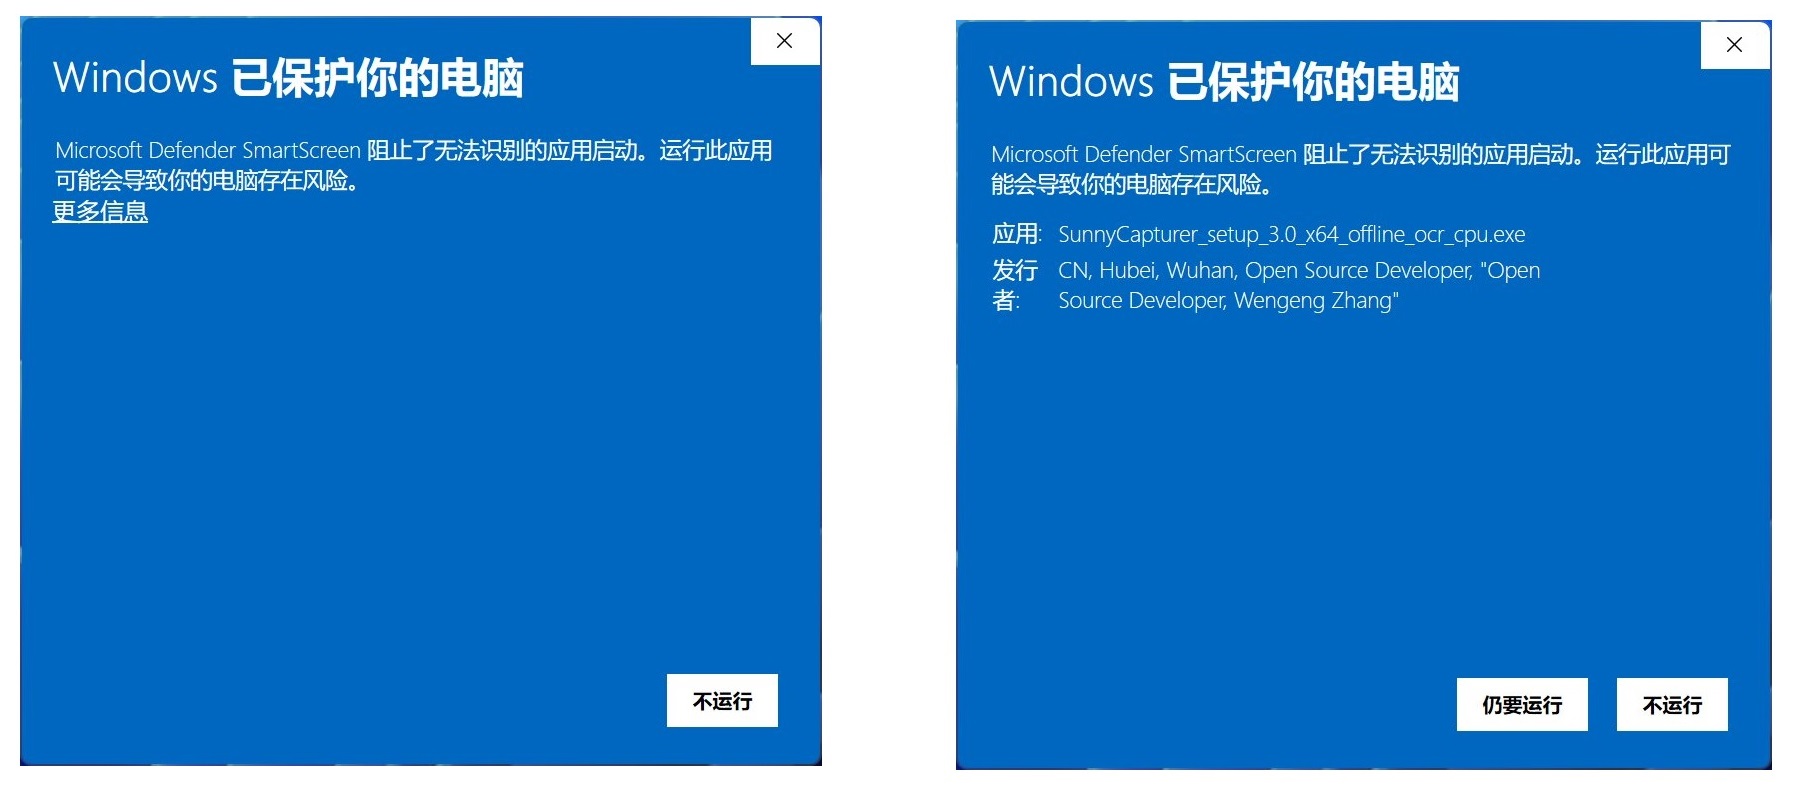 Windows 已保护你的电脑
Microsoft Defender SmartScreen 阻止了无法识别的应用启动。运行此应用
可能会导致你的电脑存在风险。
更多信息
不运行
Windows 已保护你的电脑
Microsoft Defender SmartScreen 阻止了无法识别的应用启动。运行此应用可
能会导致你的电脑存在风险。
应用: SunnyCapturer_setup_3.0_x64_offline_ocr_cpu.exe
发行 CN, Hubei, Wuhan, Open Source Developer, "Open
者: Source Developer, Wengeng Zhang"
仍要运行 不运行